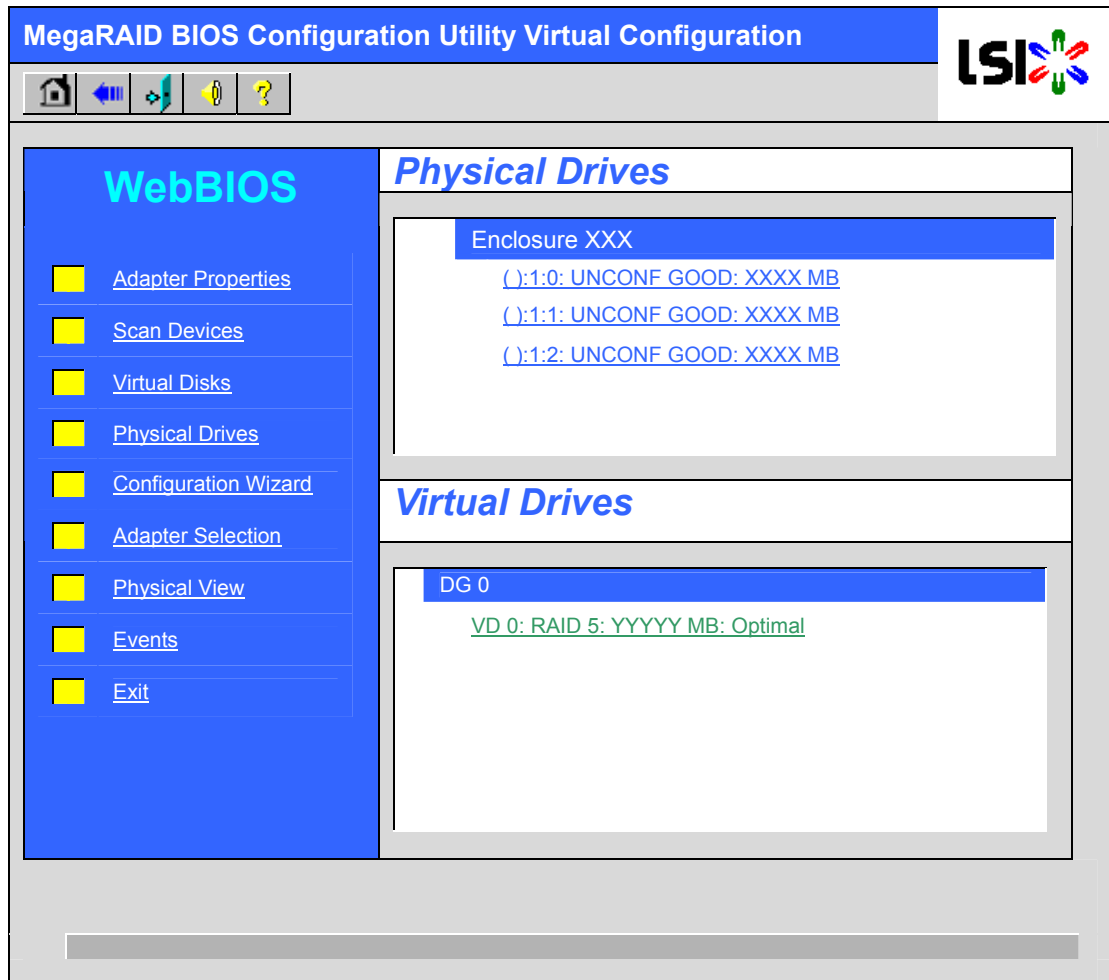 MegaRAID BIOS Configuration Utility Virtual Configuration
LSI
WebBIOS
Adapter Properties
Scan Devices
Virtual Disks
Physical Drives
Configuration Wizard
Adapter Selection
Physical View
Events
Exit
Physical Drives
Enclosure XXX
( ):1:0: UNCONF GOOD: XXXX MB
( ):1:1: UNCONF GOOD: XXXX MB
( ):1:2: UNCONF GOOD: XXXX MB
Virtual Drives
DG 0
VD 0: RAID 5: YYYYY MB: Optimal